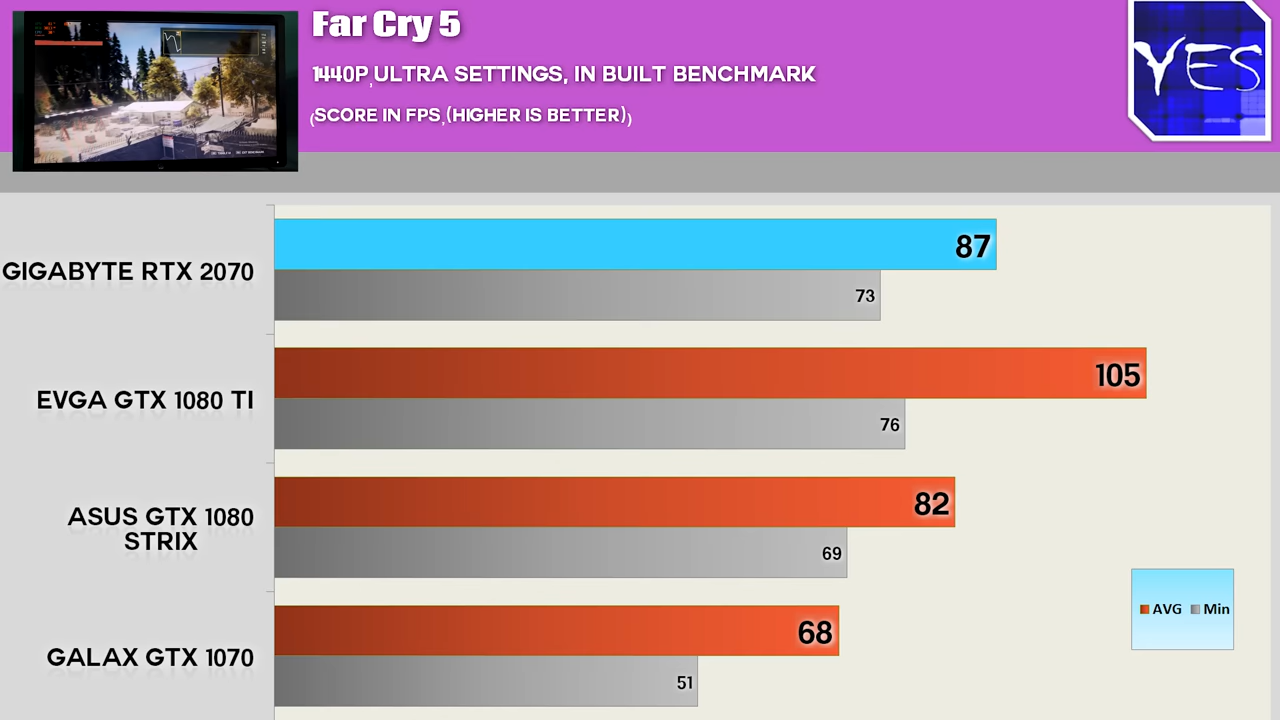 Far Cry 5
1440P, ULTRA SETTINGS, IN BUILT BENCHMARK
(SCORE IN FPS, (HIGHER IS BETTER))
YES
GIGABYTE RTX 2070
87
73
EVGA GTX 1080 TI
105
76
ASUS GTX 1080
STRIX
82
69
GALAX GTX 1070
68
51
AVG Min